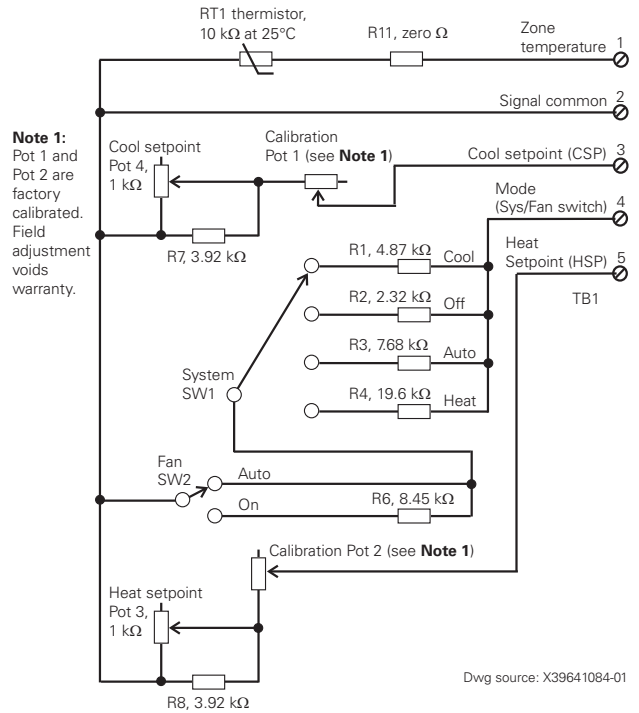 RT1 thermistor,
10 kΩ at 25°C
R11, zero Ω
Zone
temperature
1
Signal common
2
Note 1:
Pot 1 and
Pot 2 are
factory
calibrated.
Field
adjustment
voids
warranty.
Cool setpoint
Pot 4,
1 kΩ
Calibration
Pot 1 (see Note 1)
Cool setpoint (CSP)
3
R7, 3.92 kΩ
Mode
(Sys/Fan switch)
4
R1, 4.87 kΩ
Cool
Heat
Setpoint (HSP)
5
TB1
R2, 2.32 kΩ
Off
R3, 7.68 kΩ
Auto
System
SW1
R4, 19.6 kΩ
Heat
Fan
SW2
Auto
On
R6, 8.45 kΩ
Calibration Pot 2 (see Note 1)
Heat setpoint
Pot 3,
1 kΩ
R8, 3.92 kΩ
Dwg source: X39641084-01